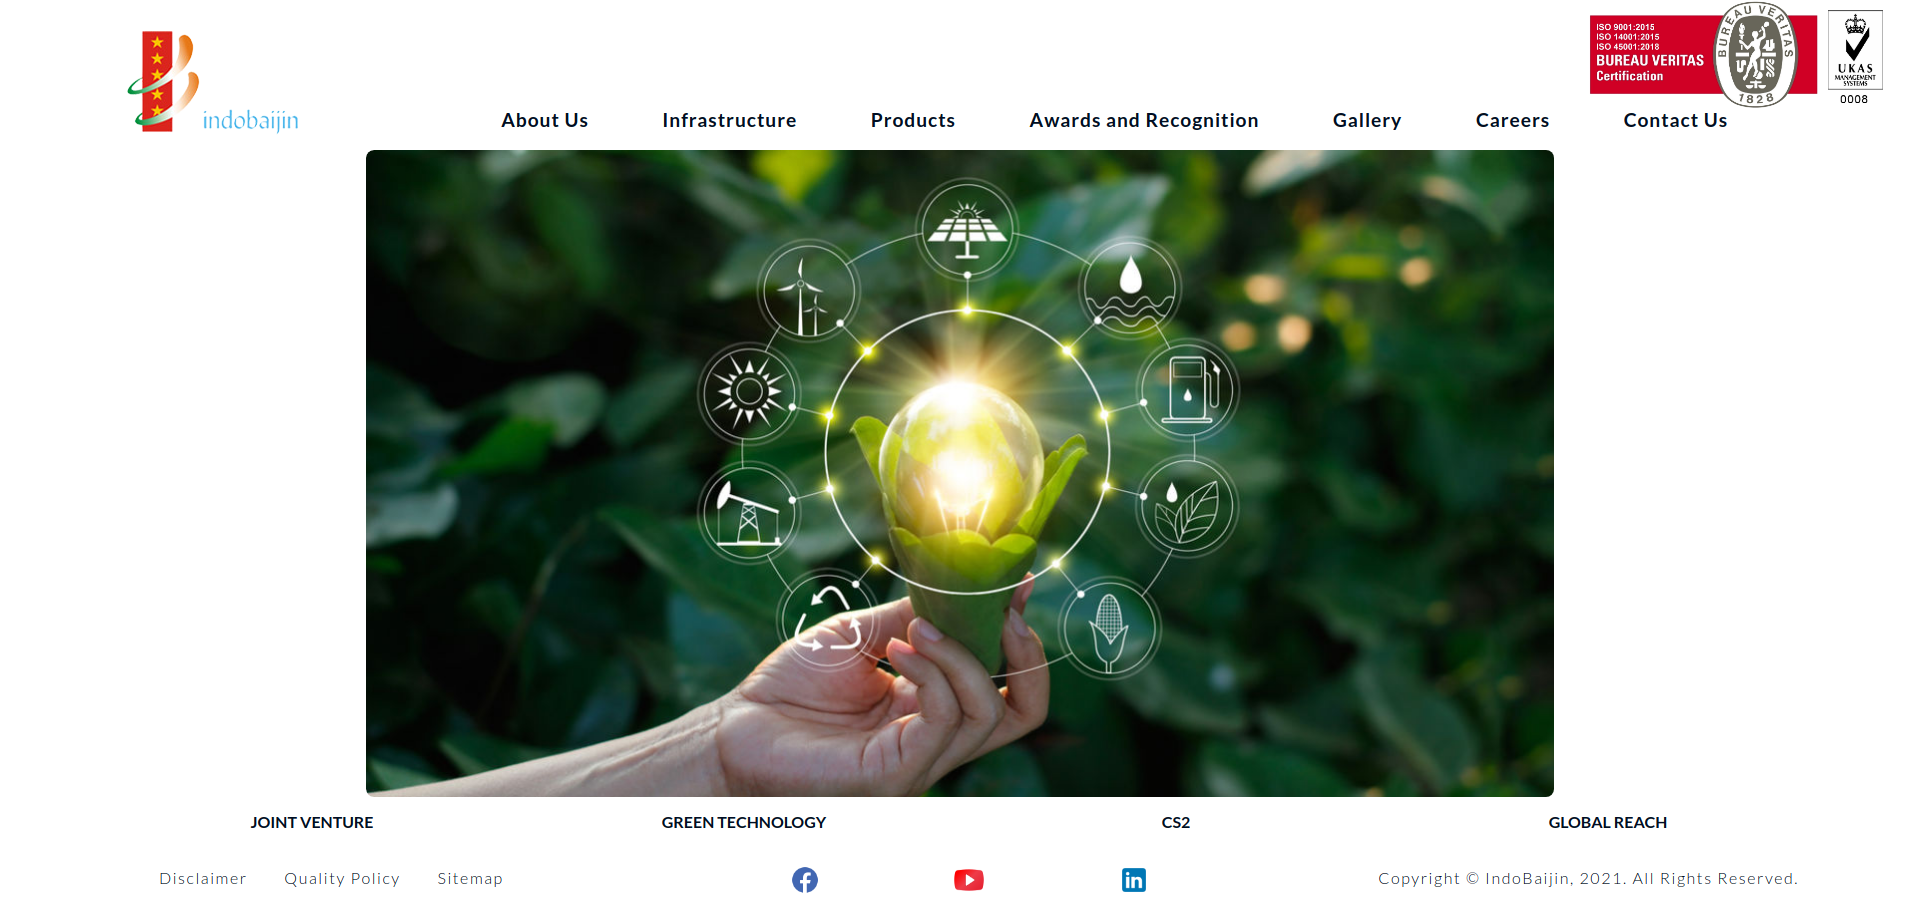 indobaijin
ISO 9001:2015
ISO 14001:2015
ISO 45001:2018
BUREAU VERITAS
Certification
BUREAU VERITAS
1828
UKAS
MANAGEMENT
SYSTEMS
0008
About Us
Infrastructure
Products
Awards and Recognition
Gallery
Careers
Contact Us
JOINT VENTURE
GREEN TECHNOLOGY
CS2
GLOBAL REACH
Disclaimer
Quality Policy
Sitemap
Copyright © IndoBaijin, 2021. All Rights Reserved.